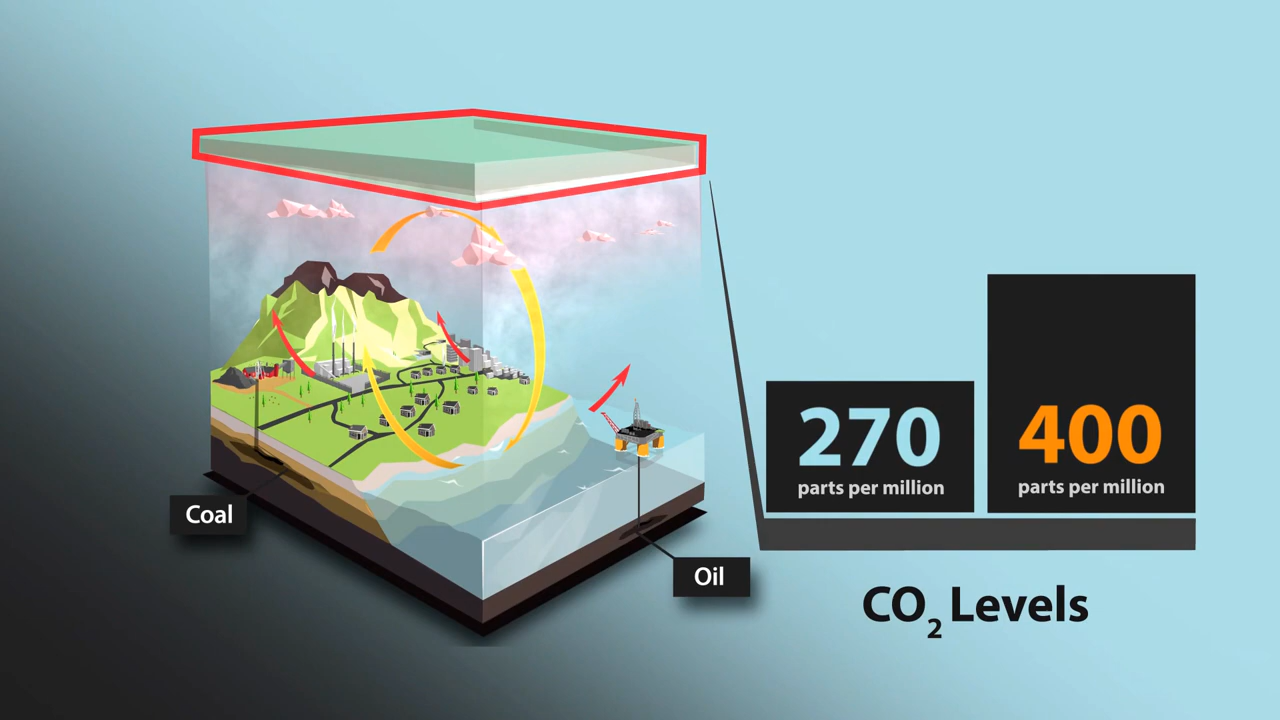 Coal
Oil
270
parts per million
400
parts per million
CO₂ Levels